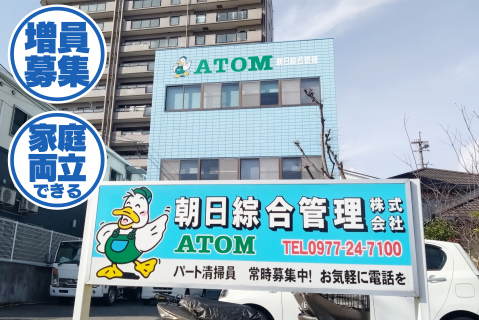 増員
募集
家庭
両立
できる
ATOM 朝日綜合管理
朝日綜合管理 株式会社
ATOM TEL0977-24-7100
パート清掃員 常時募集中! お気軽に電話を